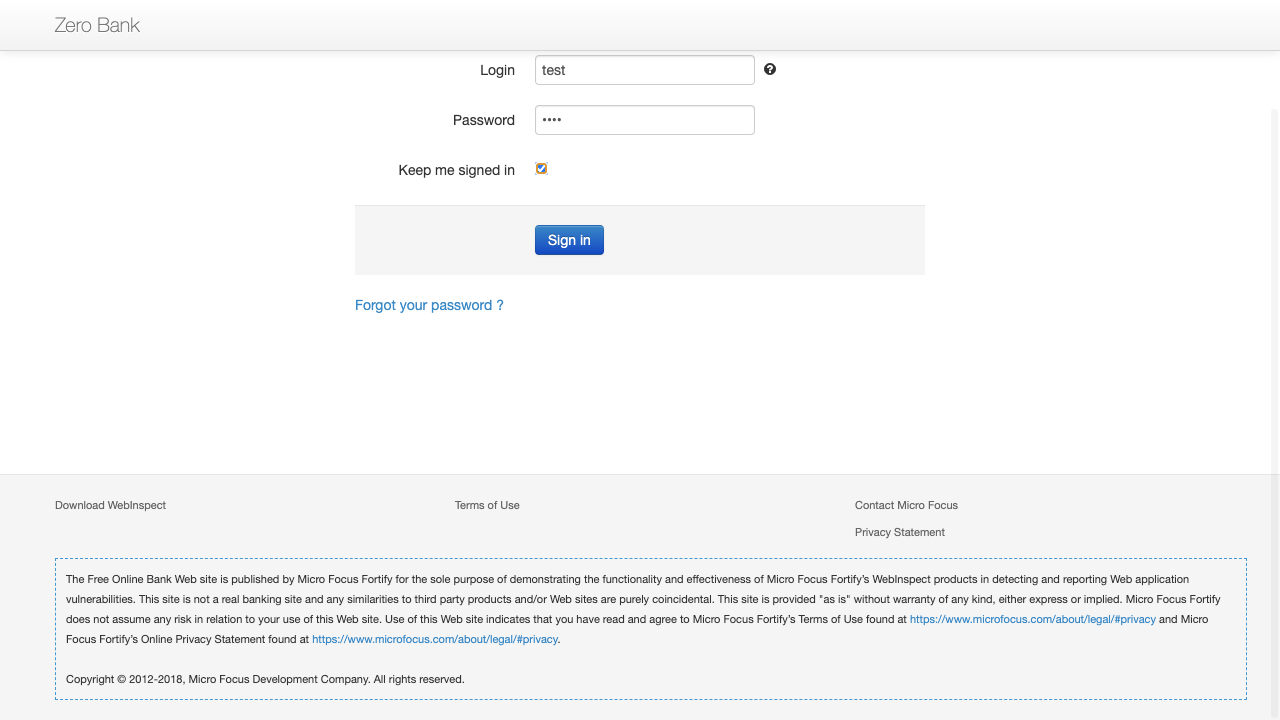 Zero Bank
Login test
Password ••••
Keep me signed in
Sign in
Forgot your password ?
Download WebInspect Terms of Use Contact Micro Focus
Privacy Statement
The Free Online Bank Web site is published by Micro Focus Fortify for the sole purpose of demonstrating the functionality and effectiveness of Micro Focus Fortify's WebInspect products in detecting and reporting Web application
vulnerabilities. This site is not a real banking site and any similarities to third party products and/or Web sites are purely coincidental. This site is provided "as is" without warranty of any kind, either express or implied. Micro Focus Fortify
does not assume any risk in relation to your use of this Web site. Use of this Web site indicates that you have read and agree to Micro Focus Fortify's Terms of Use found at https://www.microfocus.com/about/legal/#privacy and Micro
Focus Fortify's Online Privacy Statement found at https://www.microfocus.com/about/legal/#privacy.
Copyright © 2012-2018, Micro Focus Development Company. All rights reserved.